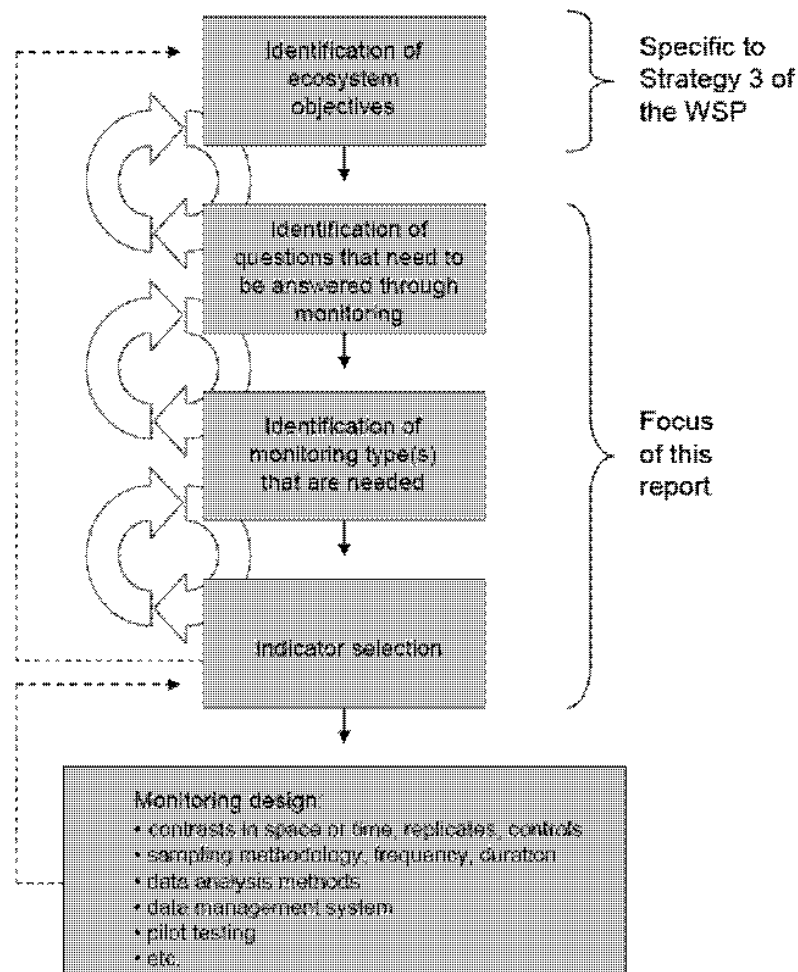 Identification of
ecosystem
objectives
Specific to
Strategy 3 of
the WSP
Identification of
questions that need to
be answered through
monitoring
Identification of
monitoring type(s)
that are needed
Focus
of this
report
Indicator selection
Monitoring design:
• contrasts in space or time, replicates, controls
• sampling methodology, frequency, duration
• data analysis methods
• data management system
• pilot testing
• etc.